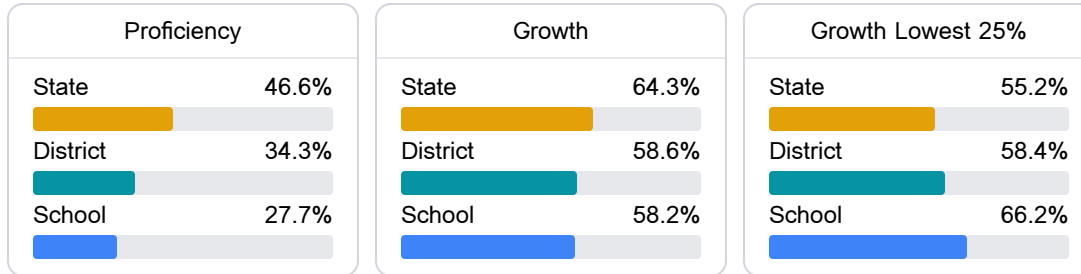 Proficiency
State 46.6%
District 34.3%
School 27.7%
Growth
State 64.3%
District 58.6%
School 58.2%
Growth Lowest 25%
State 55.2%
District 58.4%
School 66.2%